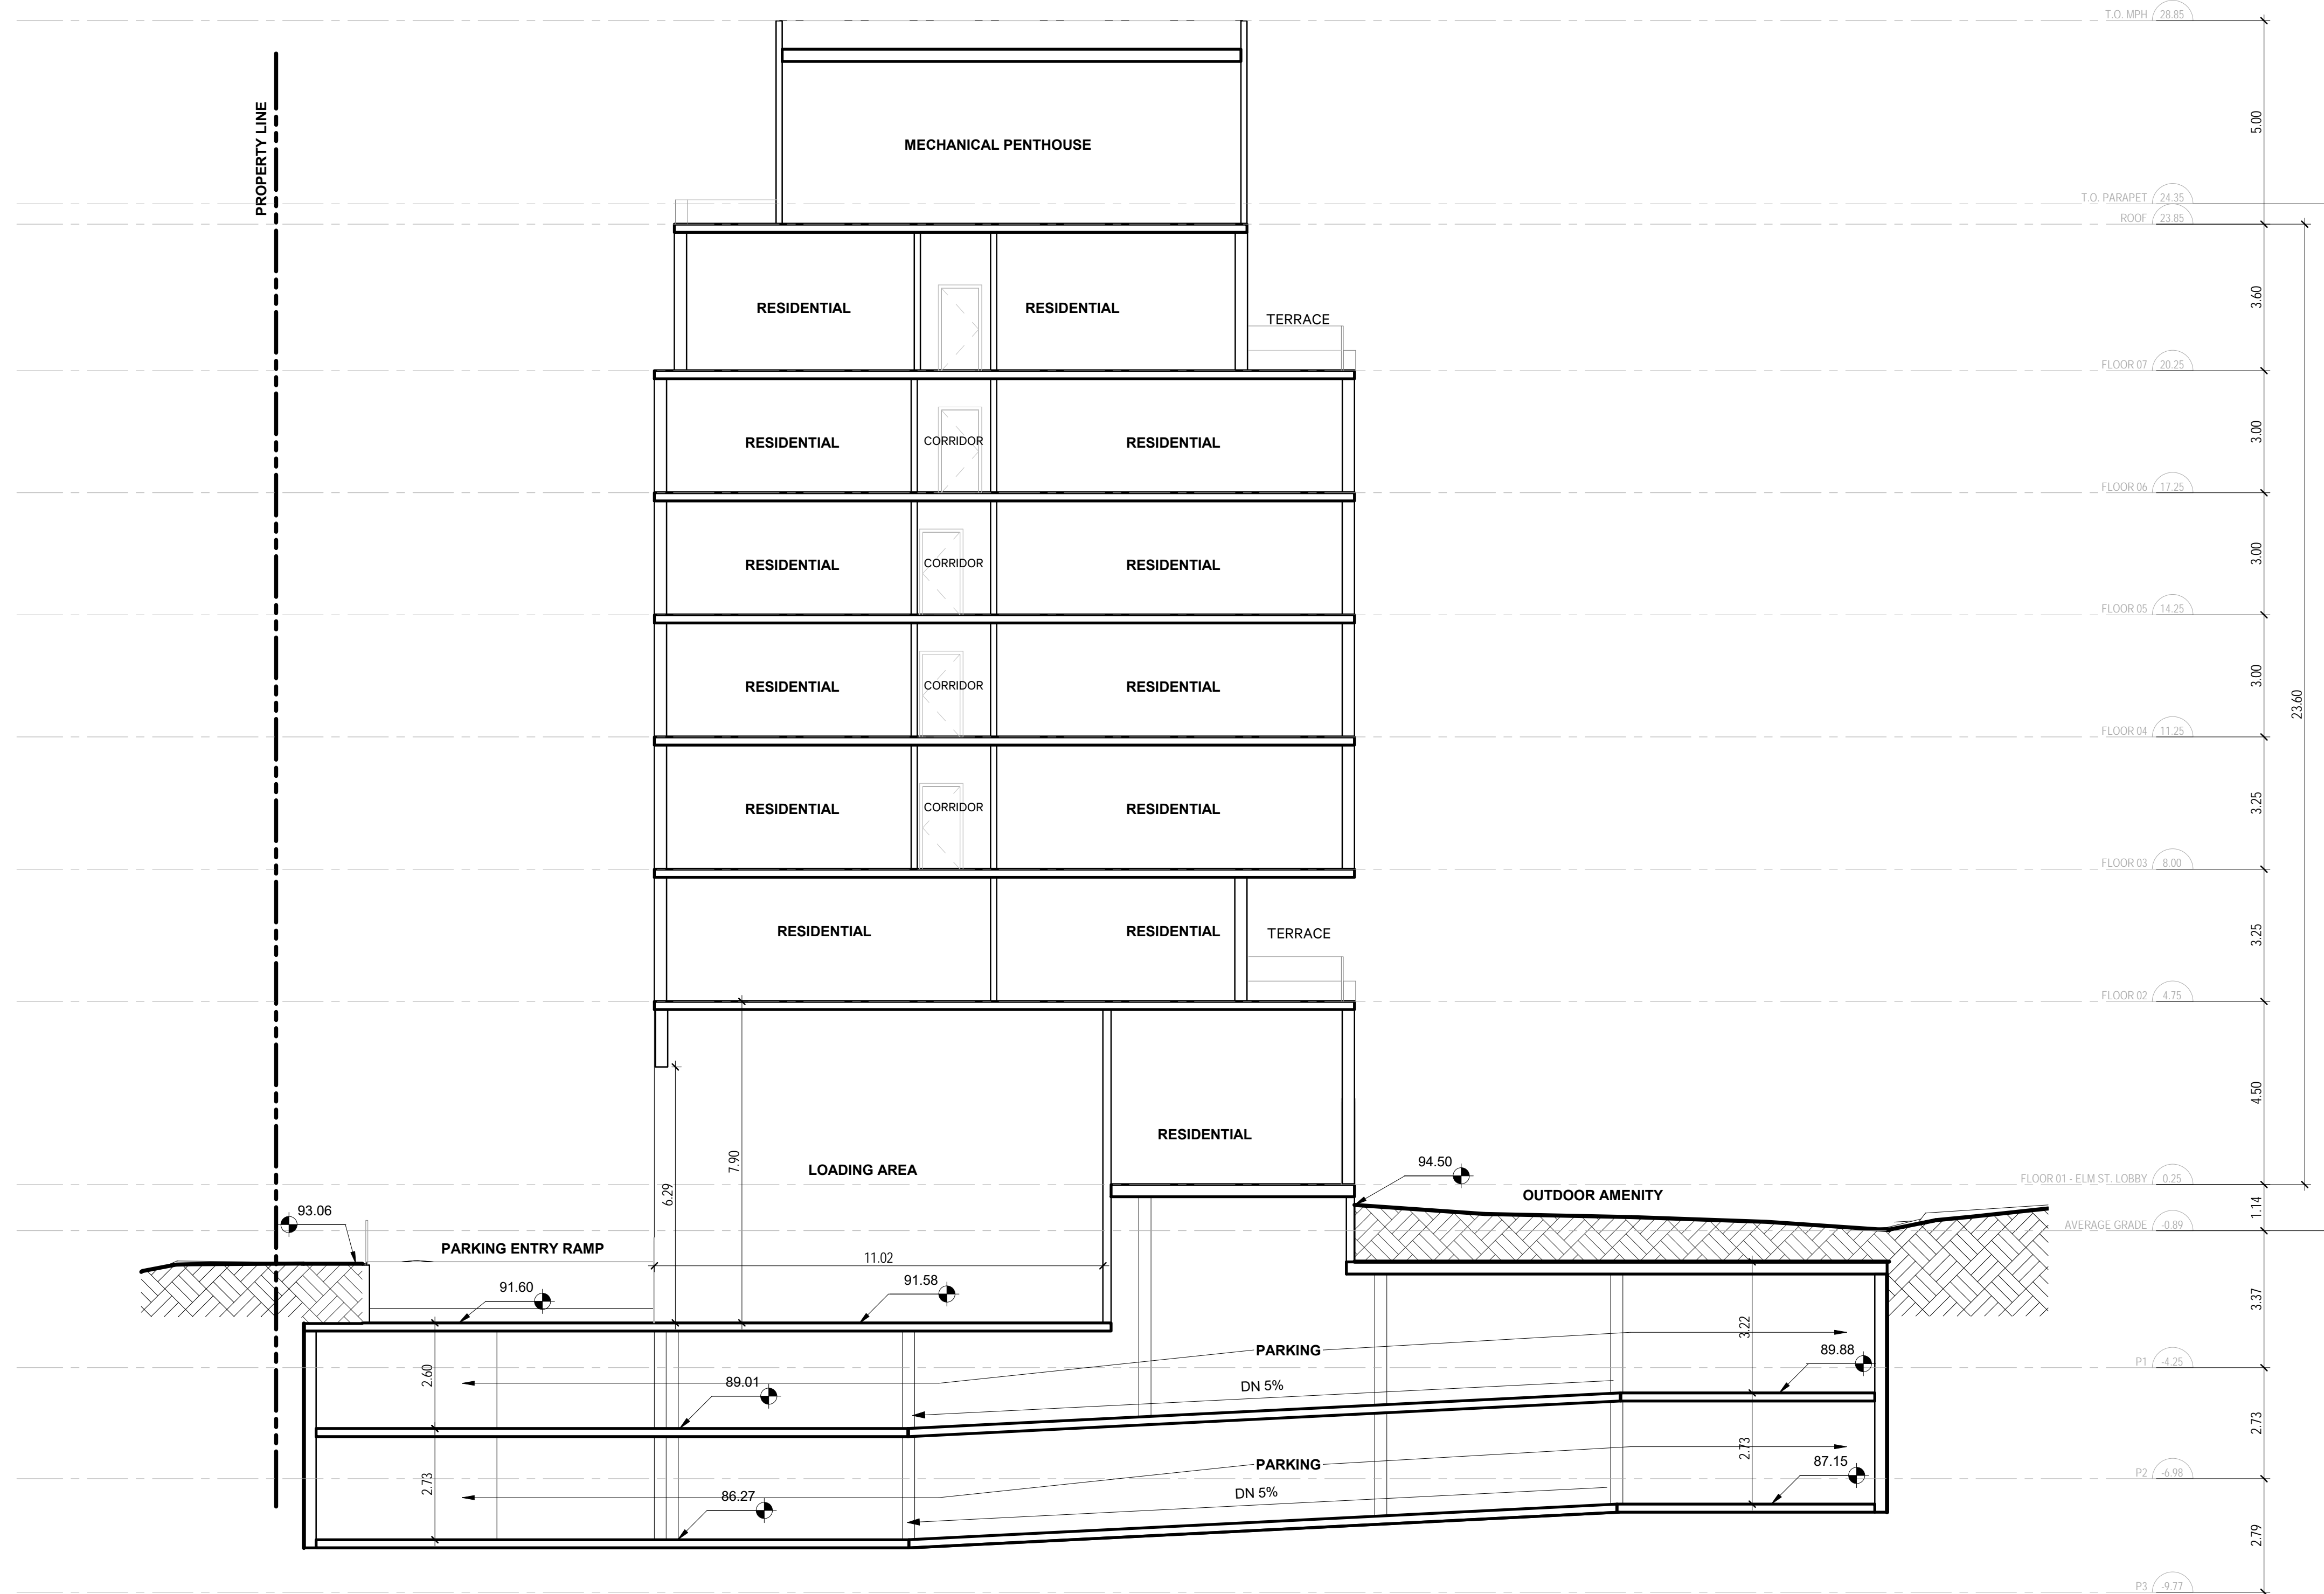 T.O. MPH 28.85
PROPERTY LINE
5.00
MECHANICAL PENTHOUSE
T.O. PARAPET 24.35
ROOF 23.85
3.60
RESIDENTIAL RESIDENTIAL
TERRACE
FLOOR 07 20.25
3.00
RESIDENTIAL CORRIDOR RESIDENTIAL
FLOOR 06 17.25
3.00
RESIDENTIAL CORRIDOR RESIDENTIAL
FLOOR 05 14.25
3.00
RESIDENTIAL CORRIDOR RESIDENTIAL
23.60
FLOOR 04 11.25
3.25
RESIDENTIAL CORRIDOR RESIDENTIAL
FLOOR 03 8.00
3.25
RESIDENTIAL RESIDENTIAL TERRACE
FLOOR 02 4.75
4.50
RESIDENTIAL
7.90
94.50
LOADING AREA
FLOOR 01 - ELM ST. LOBBY 0.25
6.29
OUTDOOR AMENITY
1.14
93.06
AVERAGE GRADE -0.89
PARKING ENTRY RAMP
11.02
91.60
91.58
3.37
3.22
PARKING
89.88
P1 -4.25
2.60
89.01
DN 5%
2.73
2.73
PARKING
87.15
P2 -6.98
2.73
86.27
DN 5%
2.79
P3 -9.77